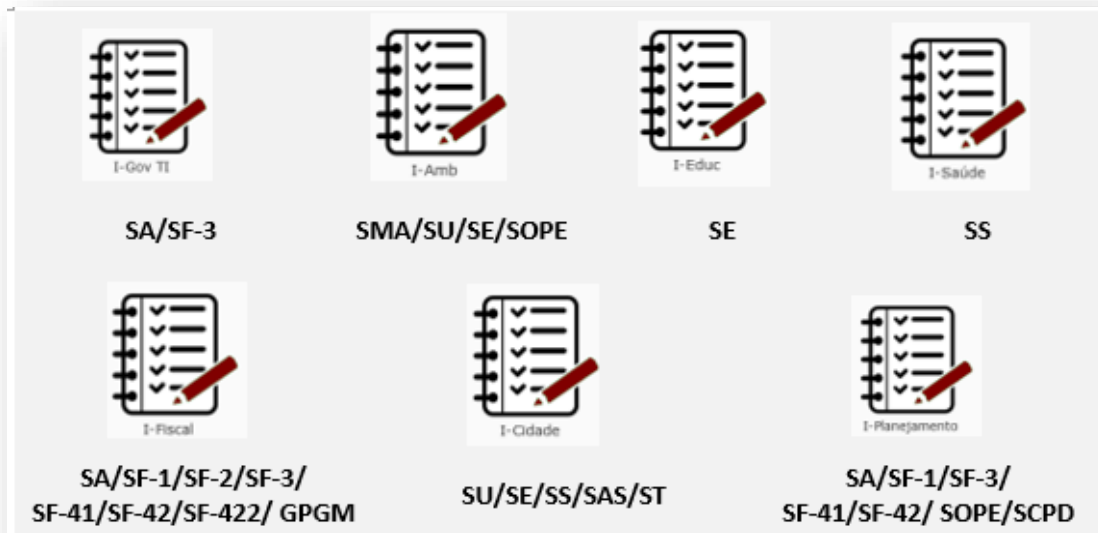 I-Gov TI
I-Amb
I-Educ
I-Saúde
SA/SF-3
SMA/SU/SE/SOPE
SE
SS
I-Fiscal
I-Cidade
I-Planejamento
SA/SF-1/SF-2/SF-3/
SF-41/SF-42/SF-422/ GPGM
SU/SE/SS/SAS/ST
SA/SF-1/SF-3/
SF-41/SF-42/ SOPE/SCPD